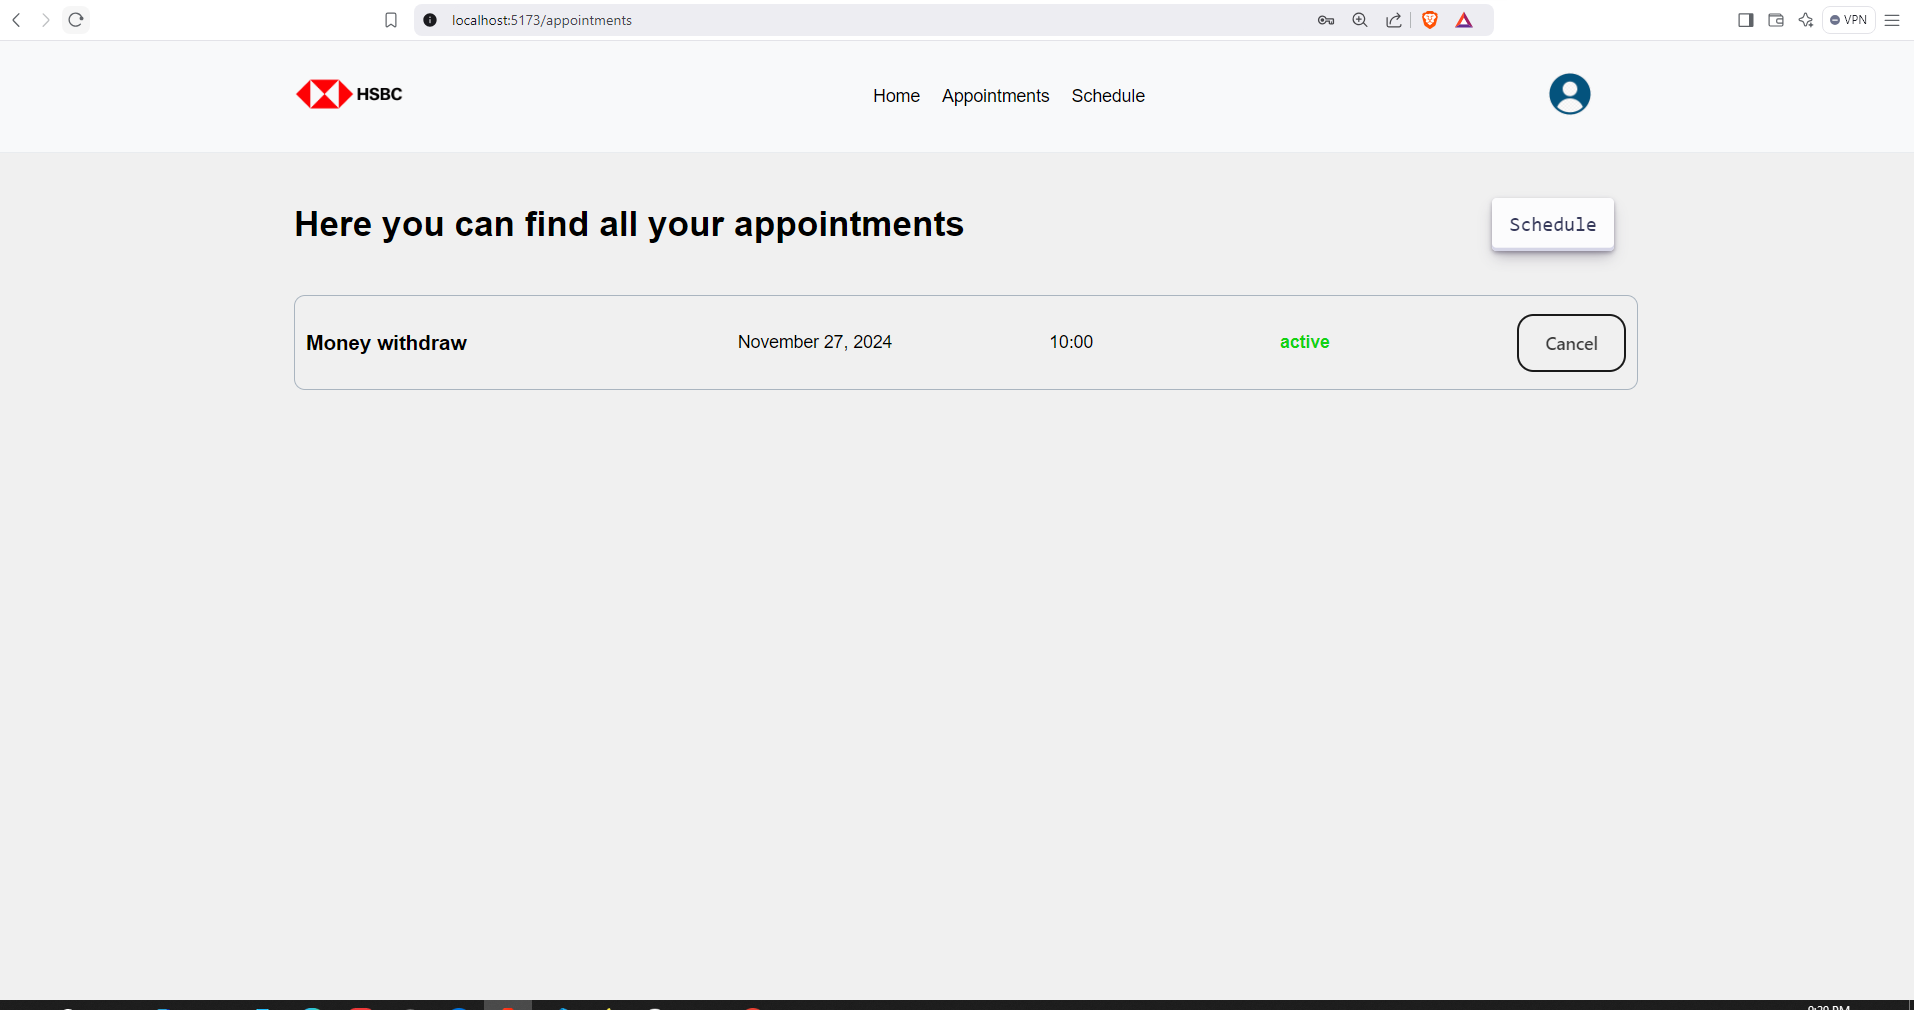 localhost:5173/appointments
VPN
HSBC
Home Appointments Schedule
Here you can find all your appointments
Schedule
Money withdraw November 27, 2024 10:00 active Cancel